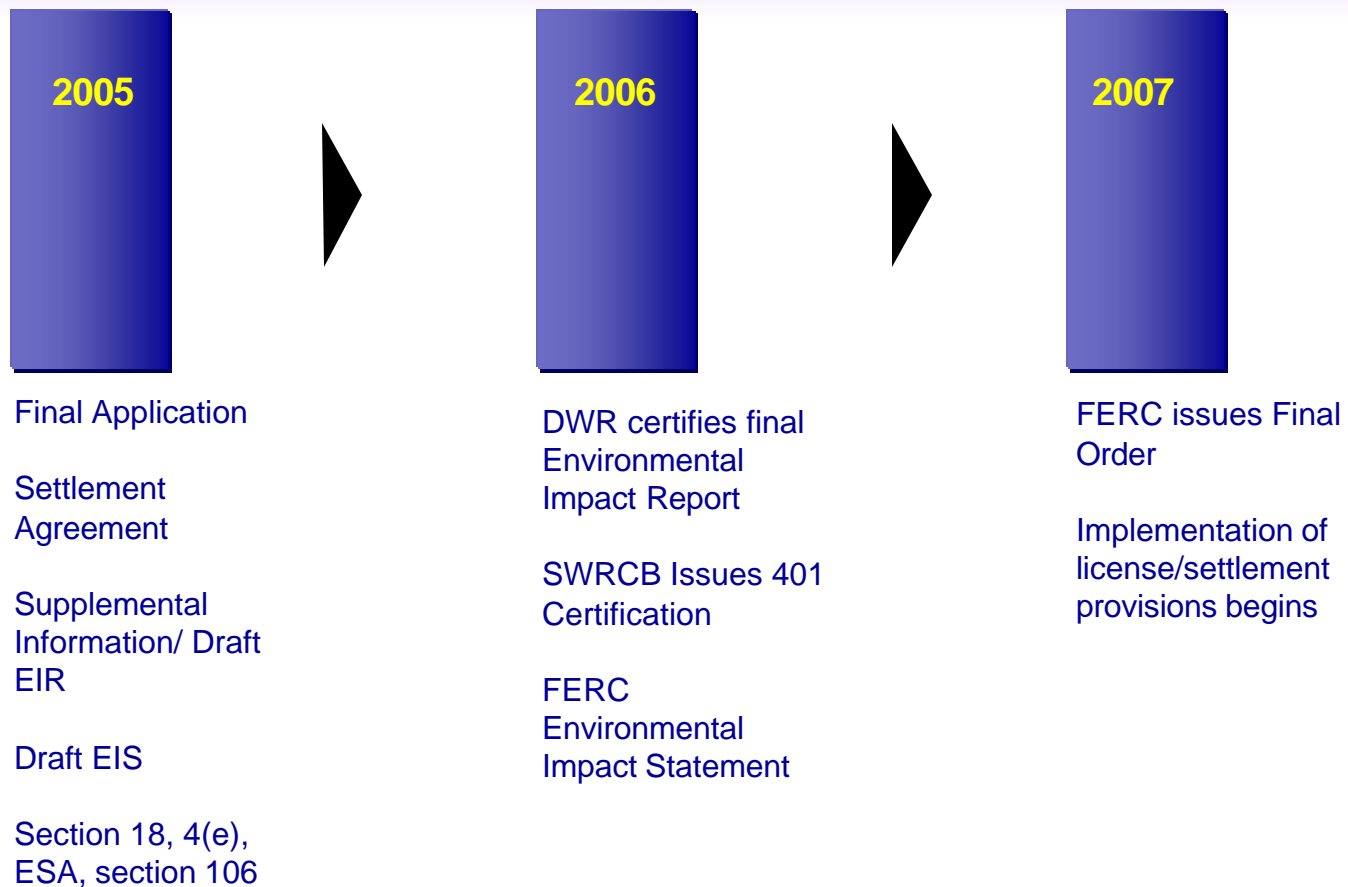 2005
Final Application
Settlement
Agreement
Supplemental
Information/ Draft
EIR
Draft EIS
Section 18, 4(e),
ESA, section 106
2006
DWR certifies final
Environmental
Impact Report
SWRCB Issues 401
Certification
FERC
Environmental
Impact Statement
2007
FERC issues Final
Order
Implementation of
license/settlement
provisions begins